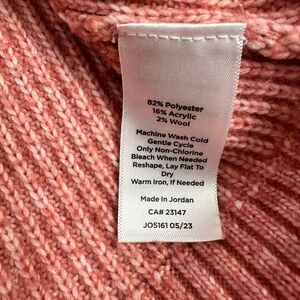 82% Polyester
16% Acrylic
2% Wool
Machine Wash Cold
Gentle Cycle
Only Non-Chlorine
Bleach When Needed
Reshape, Lay Flat To
Dry
Warm Iron, If Needed
Made In Jordan
CA# 23147
JO5161 05/23